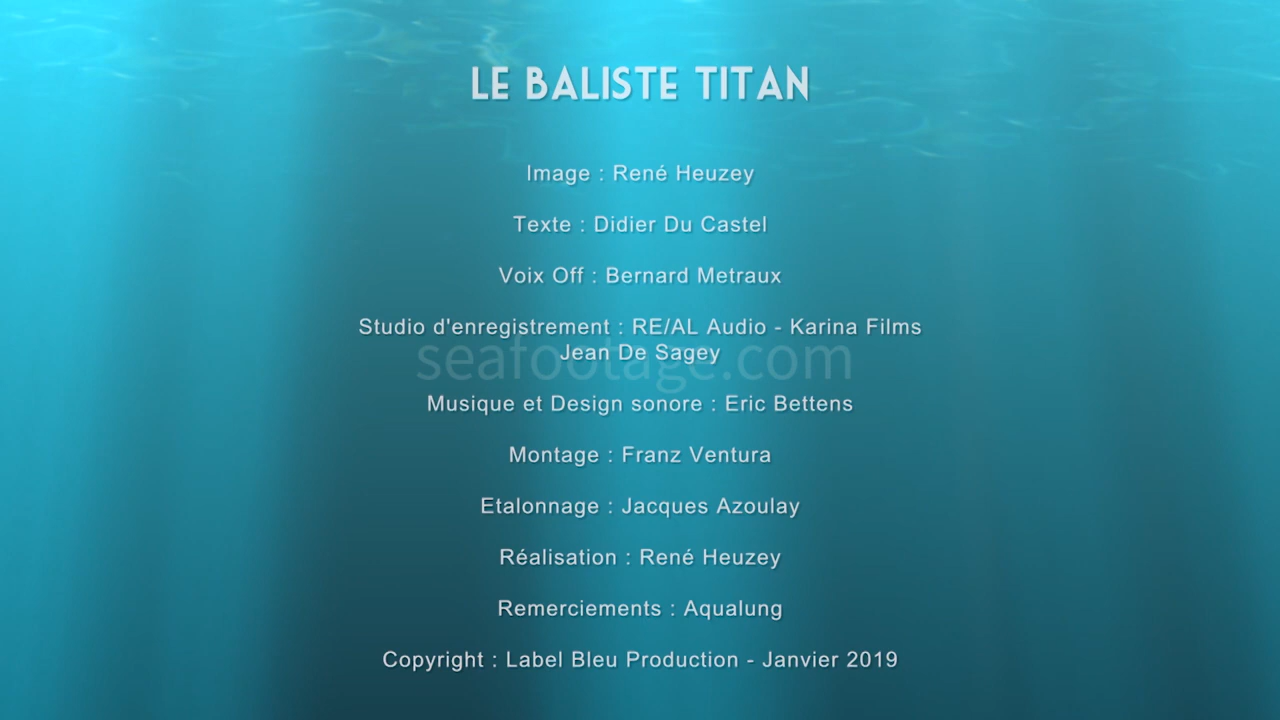 LE BALISTE TITAN
Image : René Heuzey
Texte : Didier Du Castel
Voix Off : Bernard Metraux
Studio d'enregistrement : RE/AL Audio - Karina Films
Jean De Sagey
seafootage.com
Musique et Design sonore : Eric Bettens
Montage : Franz Ventura
Etalonnage : Jacques Azoulay
Réalisation : René Heuzey
Remerciements : Aqualung
Copyright : Label Bleu Production - Janvier 2019